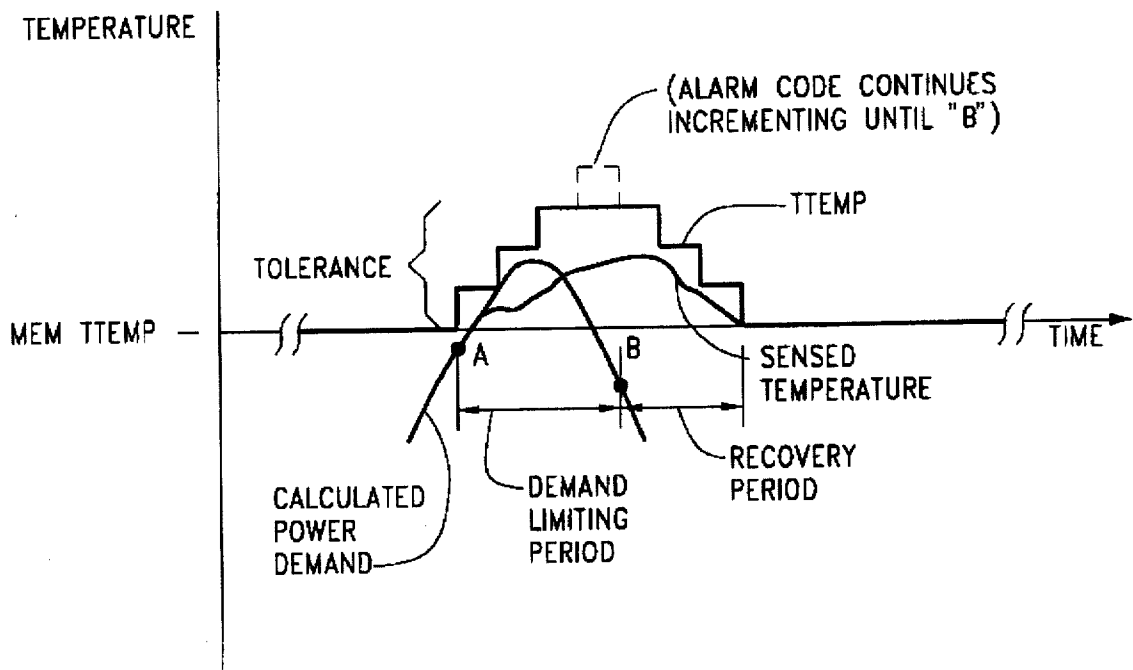 TEMPERATURE
(ALARM CODE CONTINUES
INCREMENTING UNTIL "B")
TTEMP
TOLERANCE
MEM TTEMP
TIME
A
B
SENSED
TEMPERATURE
CALCULATED
POWER
DEMAND
DEMAND
LIMITING
PERIOD
RECOVERY
PERIOD